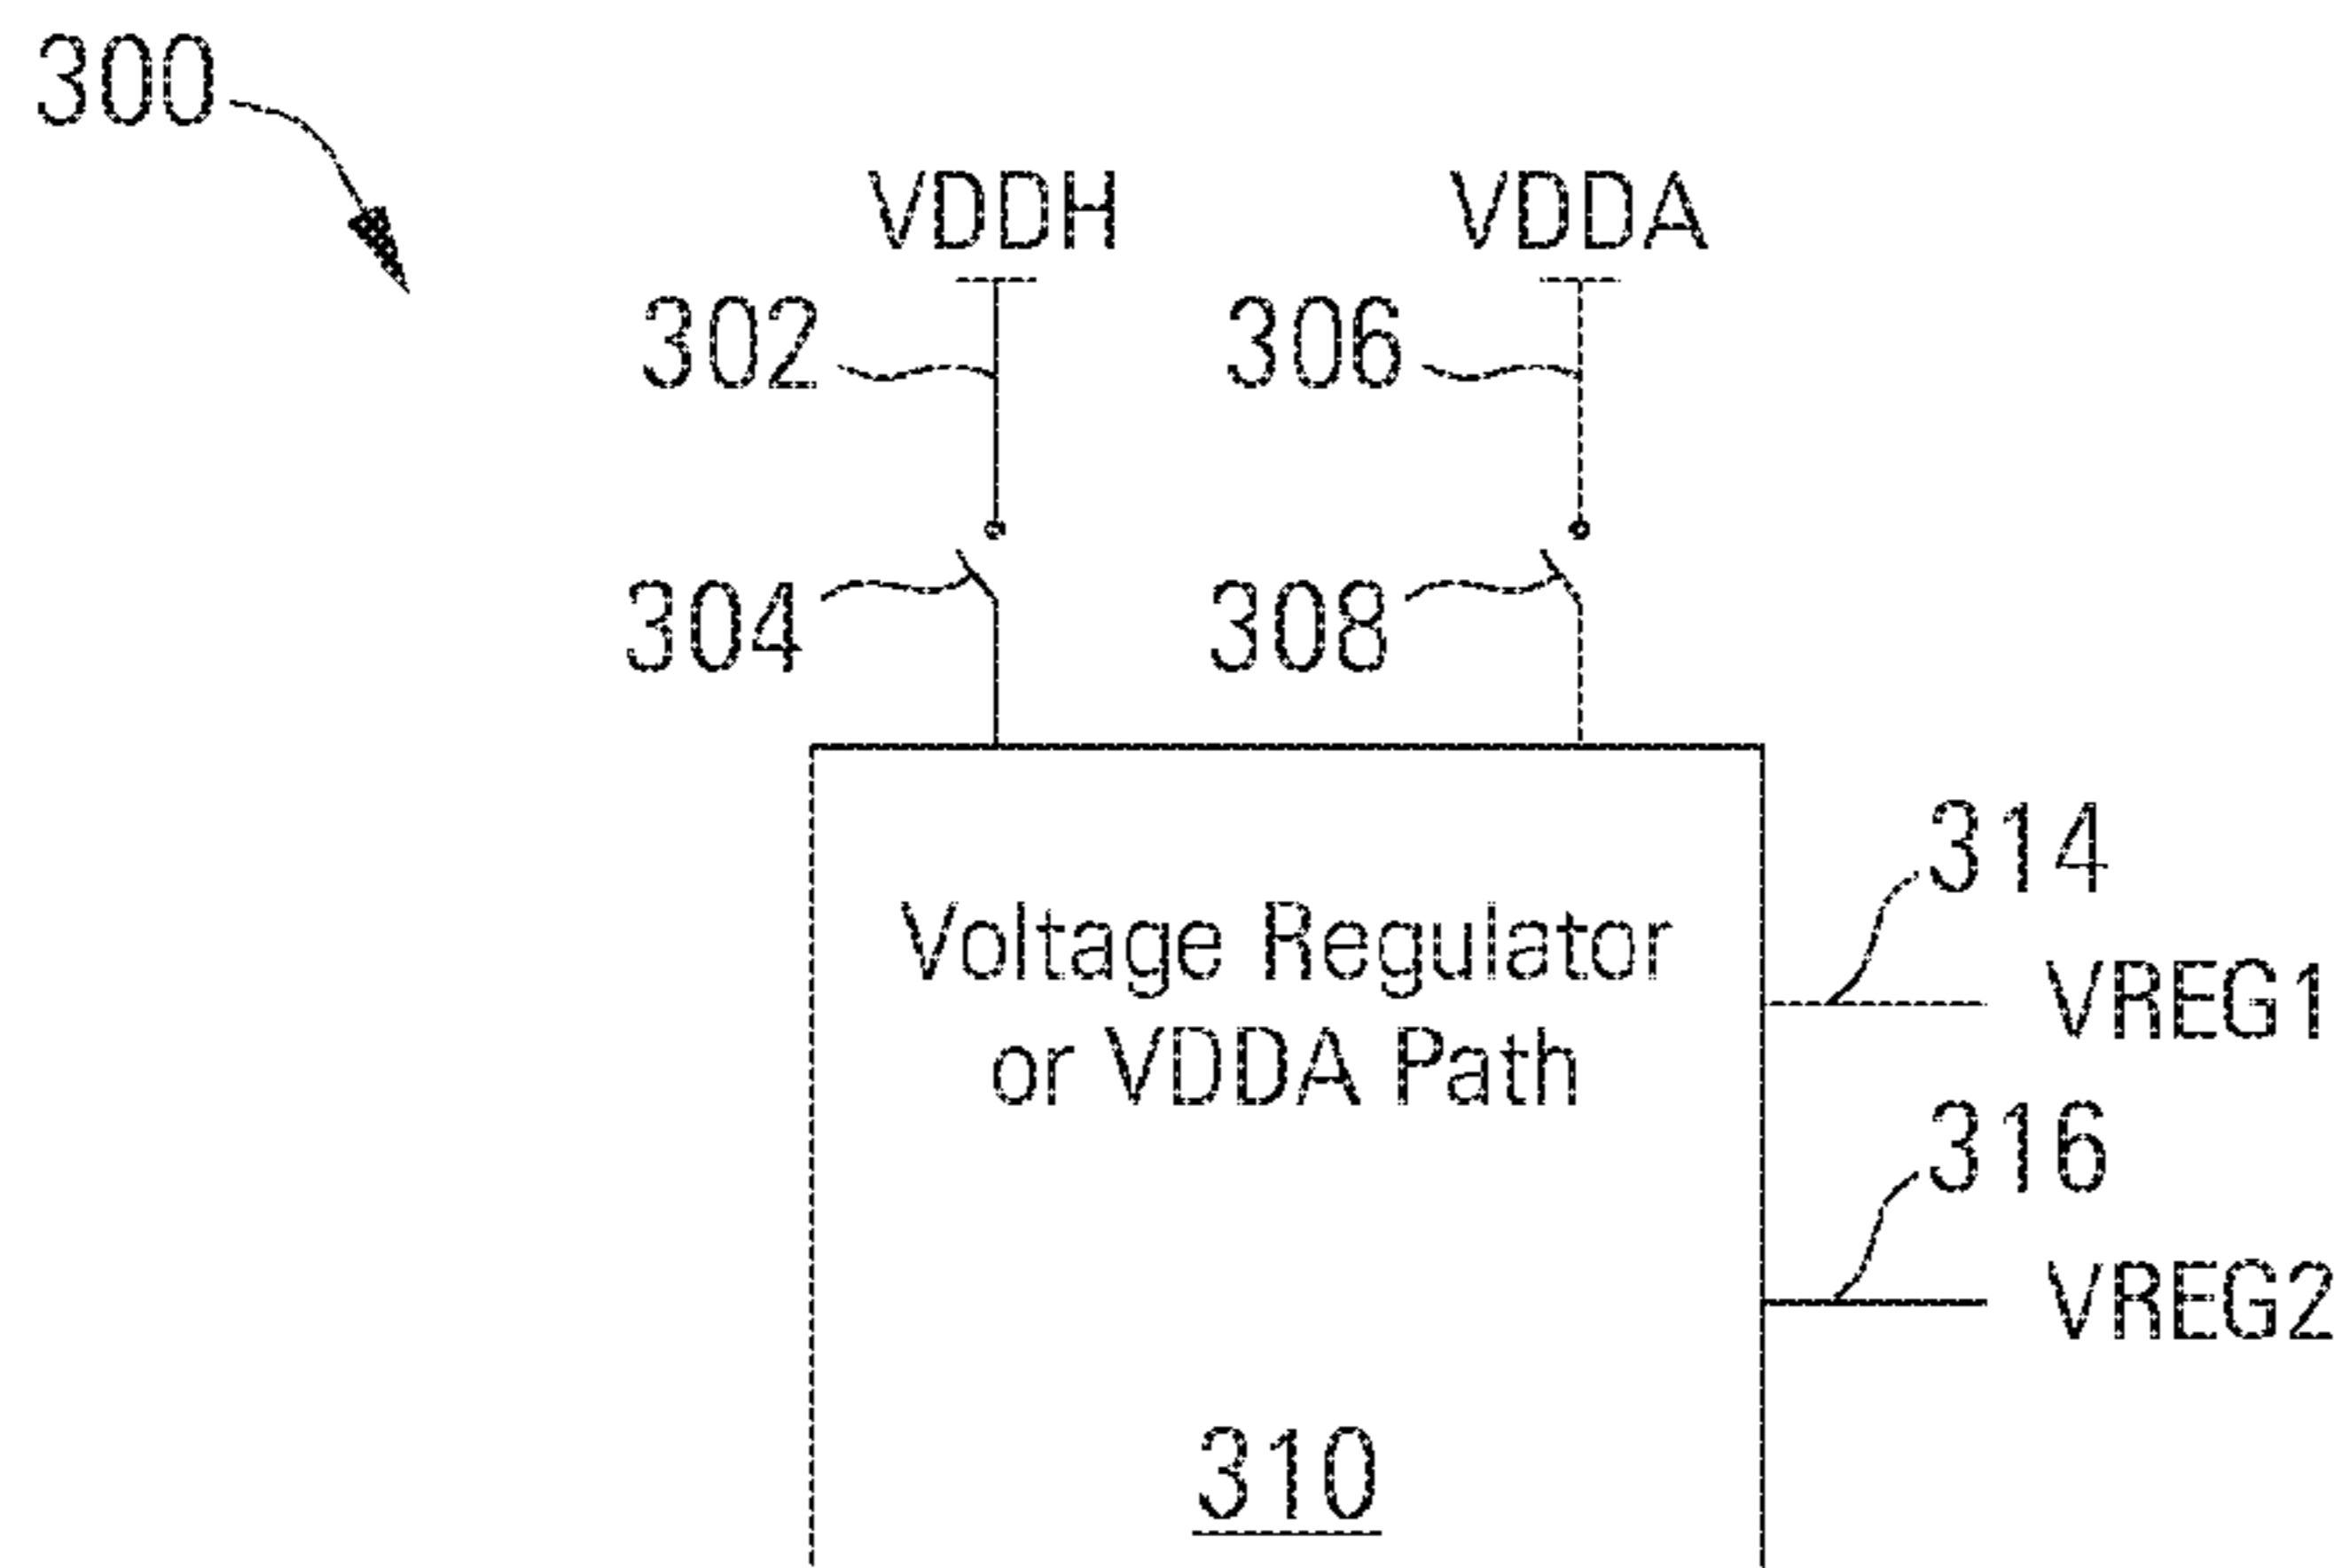 300
VDDH
VDDA
302
306
304
308
314
Voltage Regulator
or VDDA Path
VREG1
316
VREG2
310